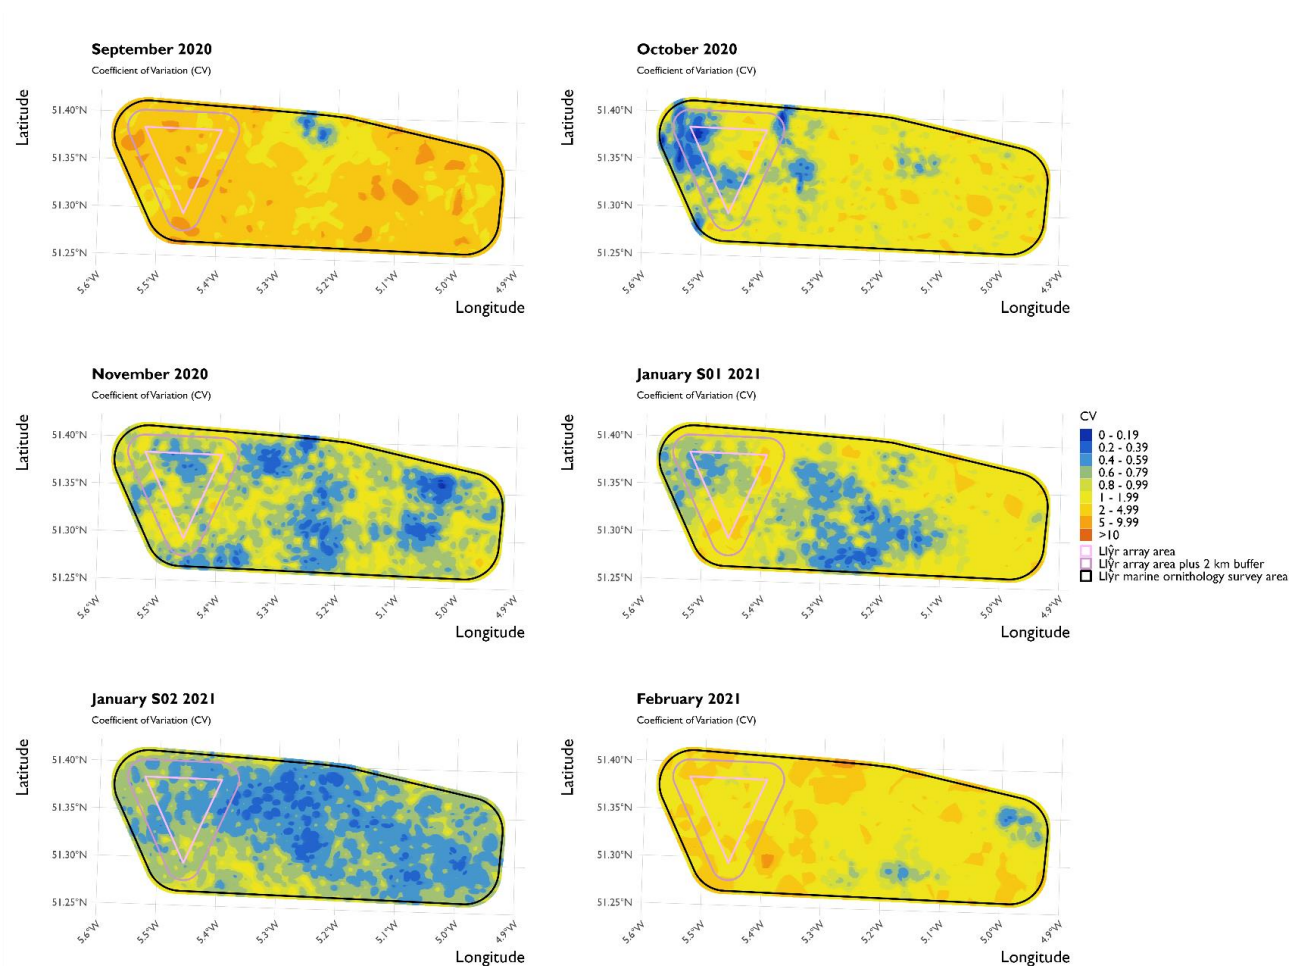 September 2020
Coefficient of Variation (CV)
Latitude
51.40°N
51.35°N
51.30°N
51.25°N
5.6°W 5.5°W 5.4°W 5.3°W 5.2°W 5.1°W 5.0°W 4.9°W
Longitude
October 2020
Coefficient of Variation (CV)
Latitude
51.40°N
51.35°N
51.30°N
51.25°N
5.6°W 5.5°W 5.4°W 5.3°W 5.2°W 5.1°W 5.0°W 4.9°W
Longitude
November 2020
Coefficient of Variation (CV)
Latitude
51.40°N
51.35°N
51.30°N
51.25°N
5.6°W 5.5°W 5.4°W 5.3°W 5.2°W 5.1°W 5.0°W 4.9°W
Longitude
January S01 2021
Coefficient of Variation (CV)
Latitude
51.40°N
51.35°N
51.30°N
51.25°N
5.6°W 5.5°W 5.4°W 5.3°W 5.2°W 5.1°W 5.0°W 4.9°W
Longitude
CV
0 - 0.19
0.2 - 0.39
0.4 - 0.59
0.6 - 0.79
0.8 - 0.99
1 - 1.99
2 - 4.99
5 - 9.99
>10
Llŷr array area
Llŷr array area plus 2 km buffer
Llŷr marine ornithology survey area
January S02 2021
Coefficient of Variation (CV)
Latitude
51.40°N
51.35°N
51.30°N
51.25°N
5.6°W 5.5°W 5.4°W 5.3°W 5.2°W 5.1°W 5.0°W 4.9°W
Longitude
February 2021
Coefficient of Variation (CV)
Latitude
51.40°N
51.35°N
51.30°N
51.25°N
5.6°W 5.5°W 5.4°W 5.3°W 5.2°W 5.1°W 5.0°W 4.9°W
Longitude